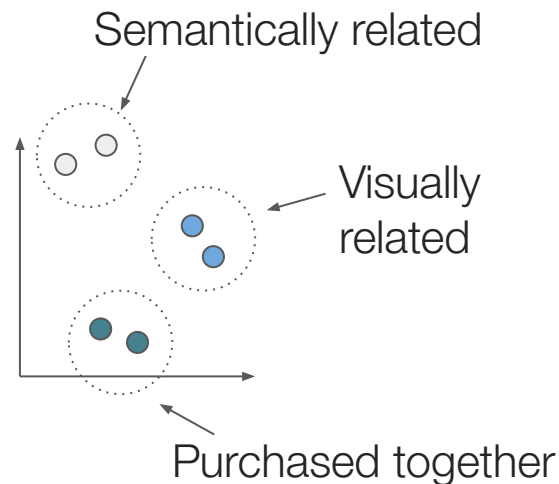 Semantically related
Visually
related
Purchased together